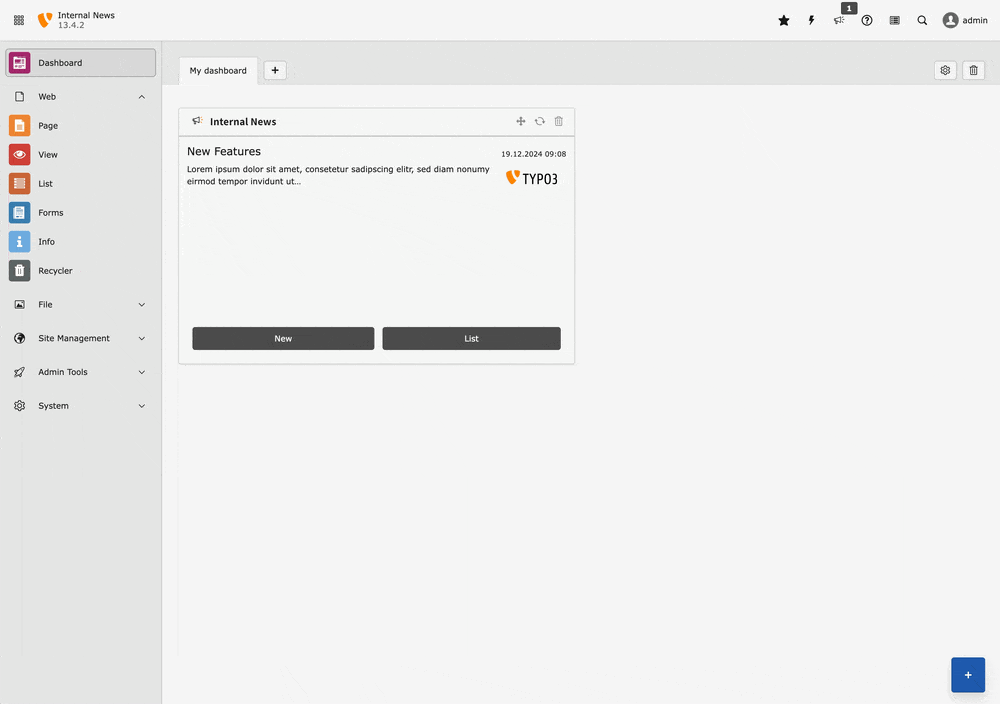 Internal News
13.4.2
1
admin
Dashboard
Web
Page
View
List
Forms
Info
Recycler
File
Site Management
Admin Tools
System
My dashboard
+
Internal News
New Features
19.12.2024 09:08
Lorem ipsum dolor sit amet, consetetur sadipscing elitr, sed diam nonumy
eirmod tempor invidunt ut...
TYPO3
New
List
+